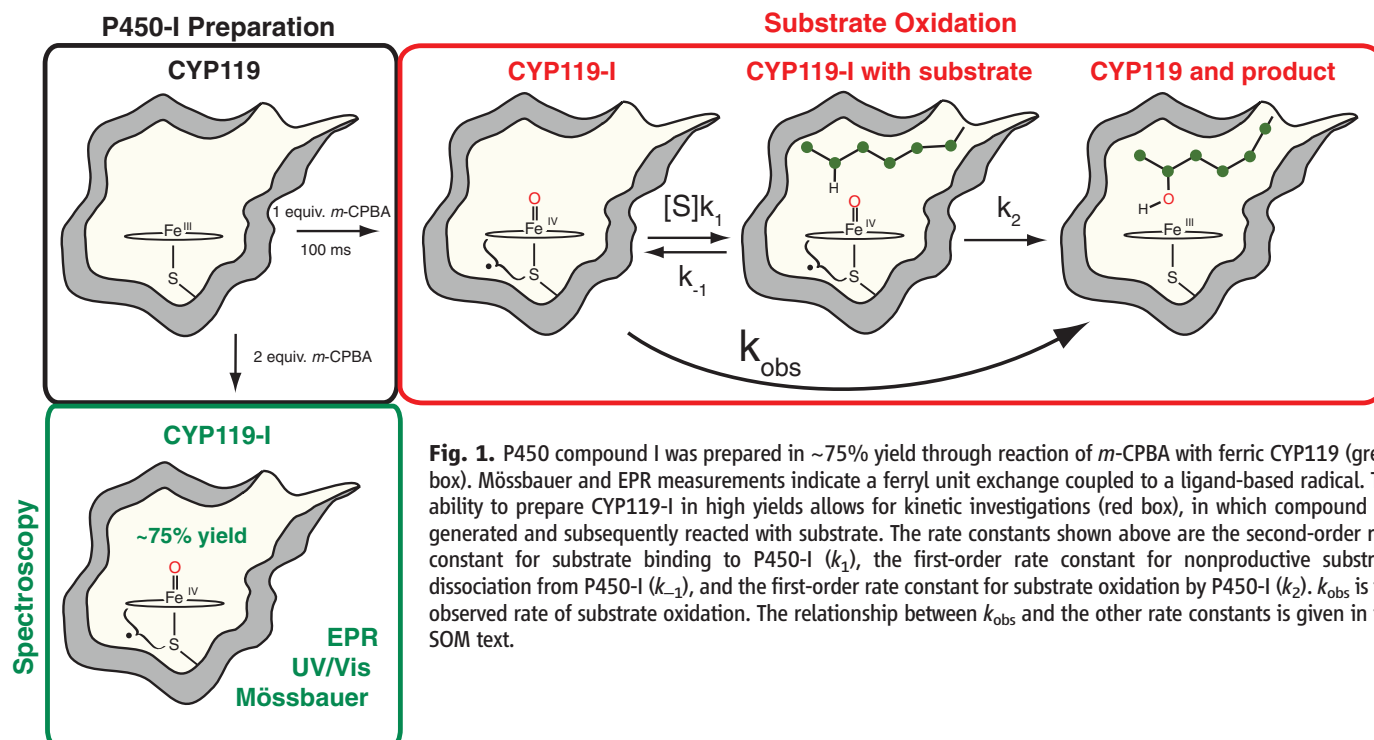 P450-I Preparation
CYP119
Fe III
S
1 equiv. m-CPBA
100 ms
2 equiv. m-CPBA
Substrate Oxidation
CYP119-I
O
Fe IV
S
[S]k1
k-1
CYP119-I with substrate
H
O
Fe IV
S
k2
CYP119 and product
H
O
Fe III
S
kobs
Spectroscopy
CYP119-I
~75% yield
O
Fe IV
S
EPR
UV/Vis
Mössbauer
Fig. 1. P450 compound I was prepared in ~75% yield through reaction of m-CPBA with ferric CYP119 (gre
box). Mössbauer and EPR measurements indicate a ferryl unit exchange coupled to a ligand-based radical. T
ability to prepare CYP119-I in high yields allows for kinetic investigations (red box), in which compound
generated and subsequently reacted with substrate. The rate constants shown above are the second-order r
constant for substrate binding to P450-I (k1), the first-order rate constant for nonproductive substr
dissociation from P450-I (k–1), and the first-order rate constant for substrate oxidation by P450-I (k2). kobs is
observed rate of substrate oxidation. The relationship between kobs and the other rate constants is given in
SOM text.